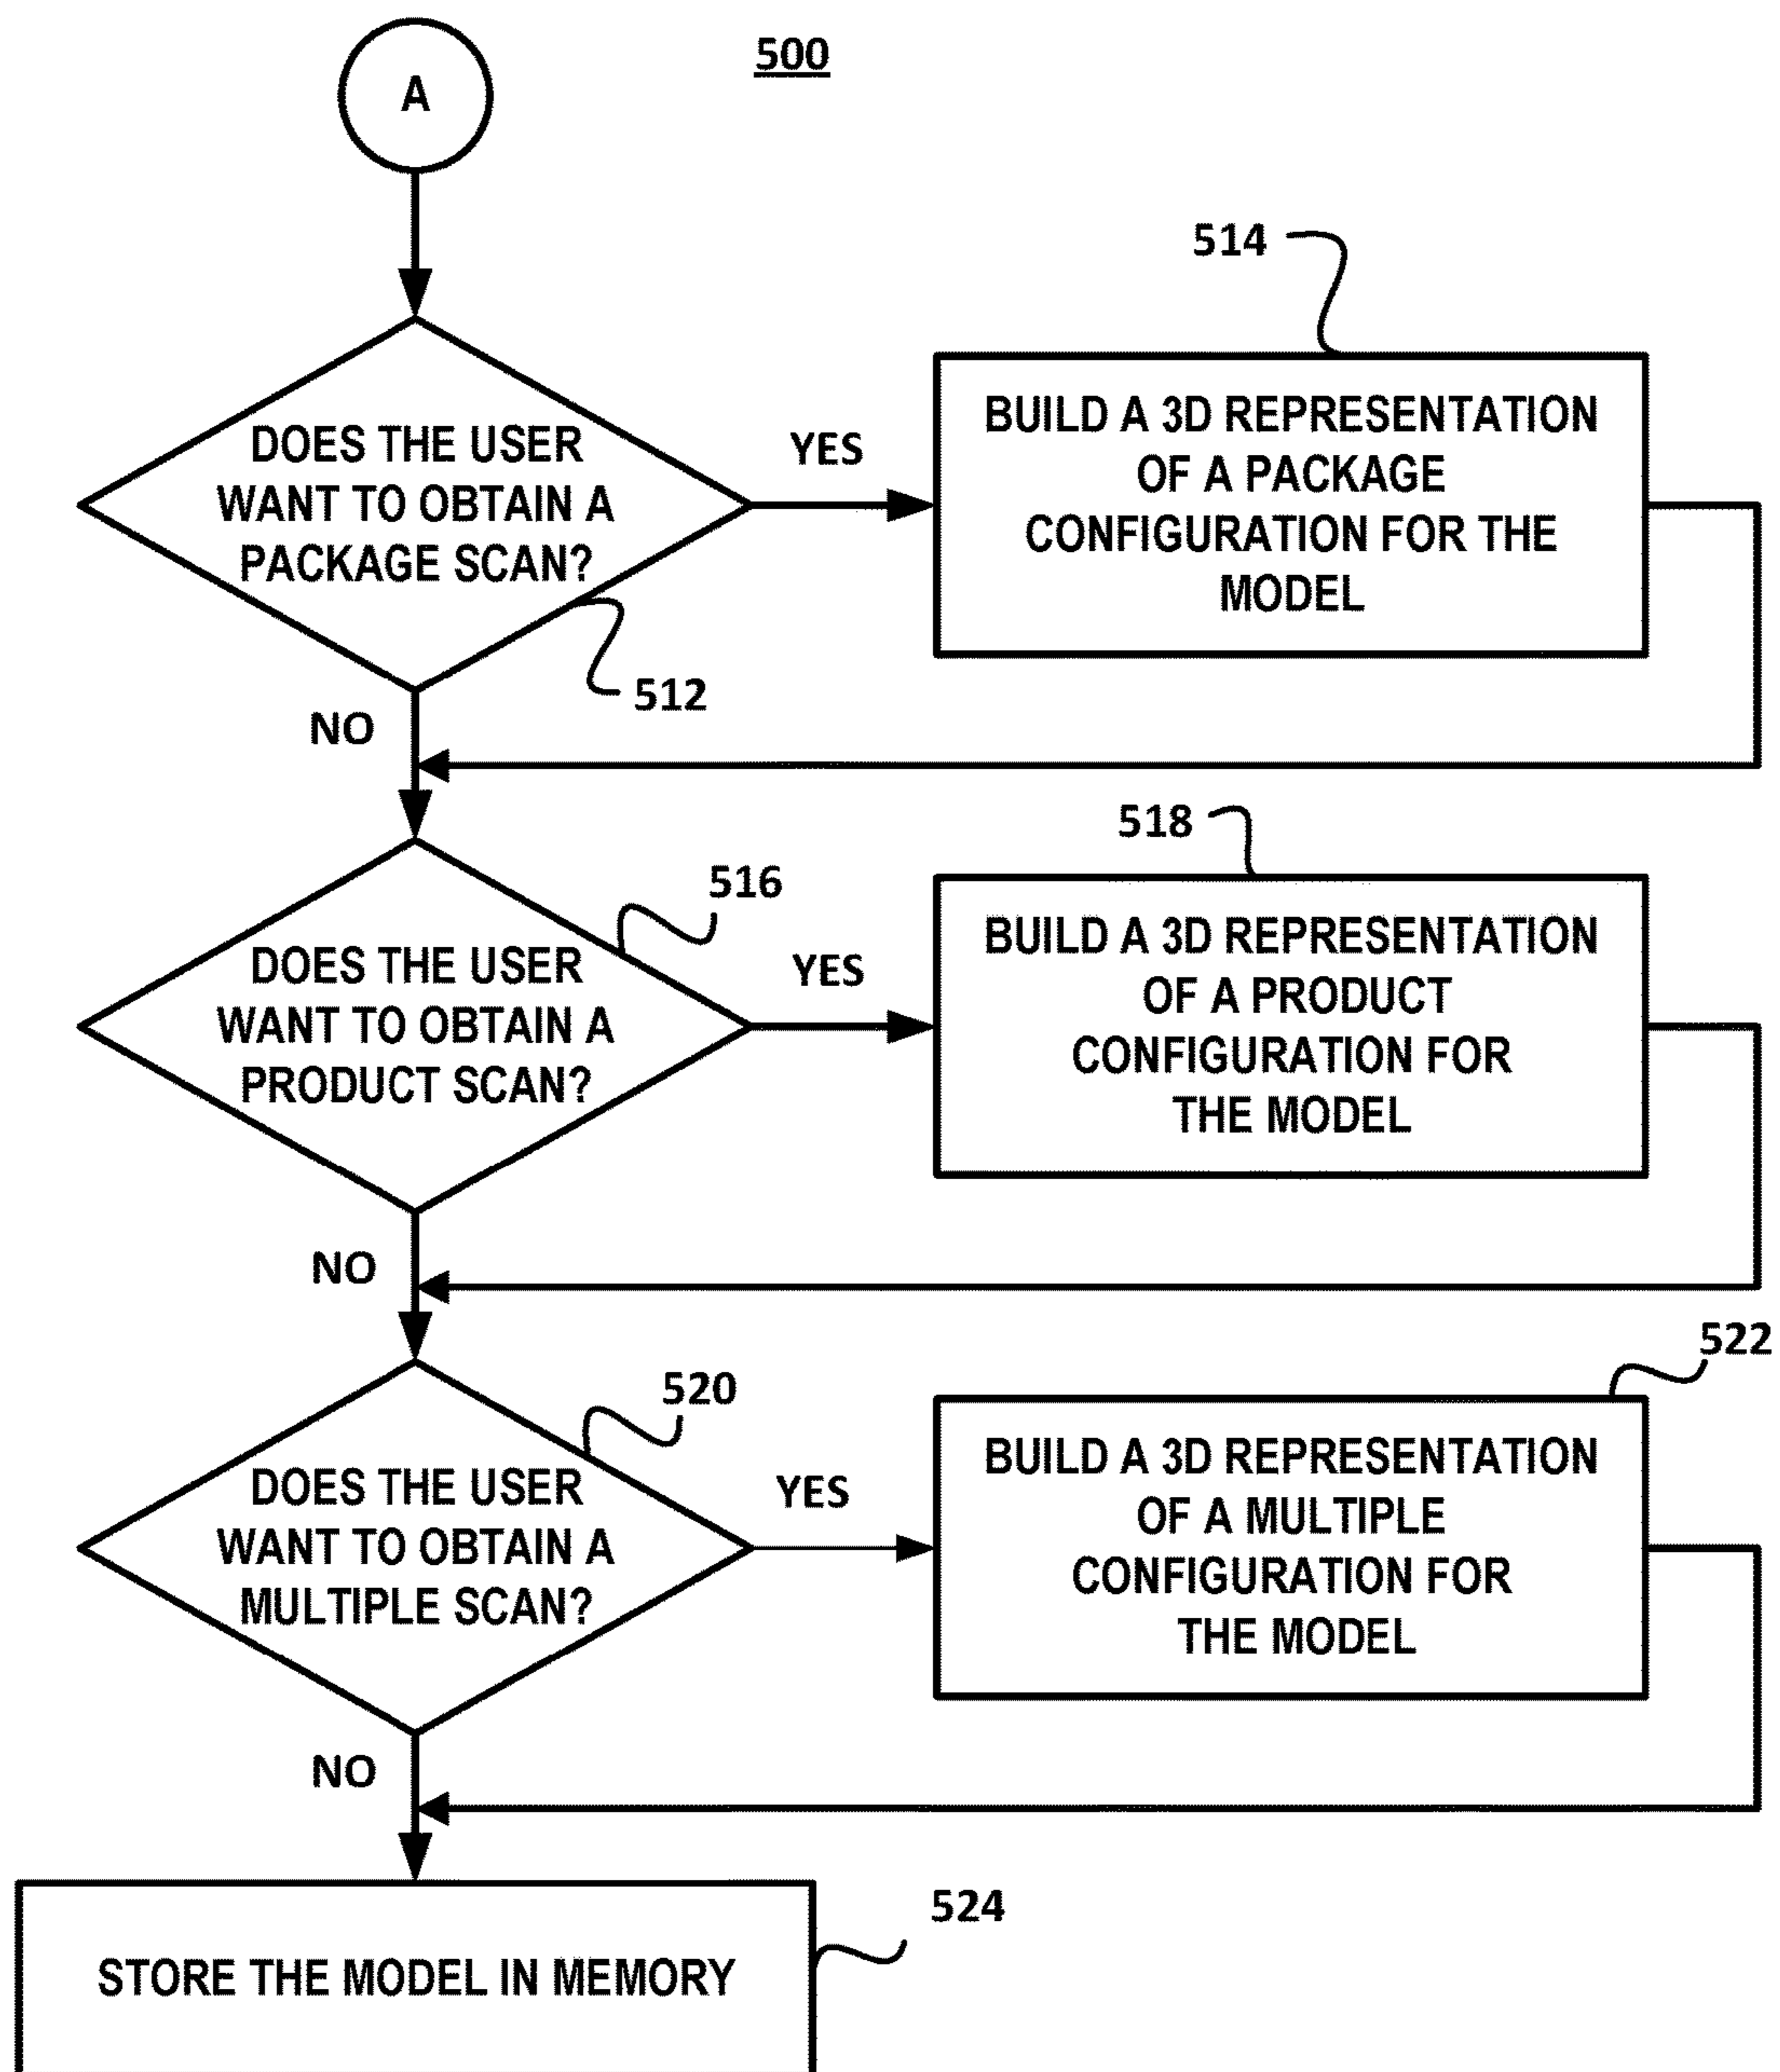 500
A
514
DOES THE USER
WANT TO OBTAIN A
PACKAGE SCAN?
YES
BUILD A 3D REPRESENTATION
OF A PACKAGE
CONFIGURATION FOR THE
MODEL
512
NO
518
516
DOES THE USER
WANT TO OBTAIN A
PRODUCT SCAN?
YES
BUILD A 3D REPRESENTATION
OF A PRODUCT
CONFIGURATION FOR
THE MODEL
NO
522
520
DOES THE USER
WANT TO OBTAIN A
MULTIPLE SCAN?
YES
BUILD A 3D REPRESENTATION
OF A MULTIPLE
CONFIGURATION FOR
THE MODEL
NO
524
STORE THE MODEL IN MEMORY